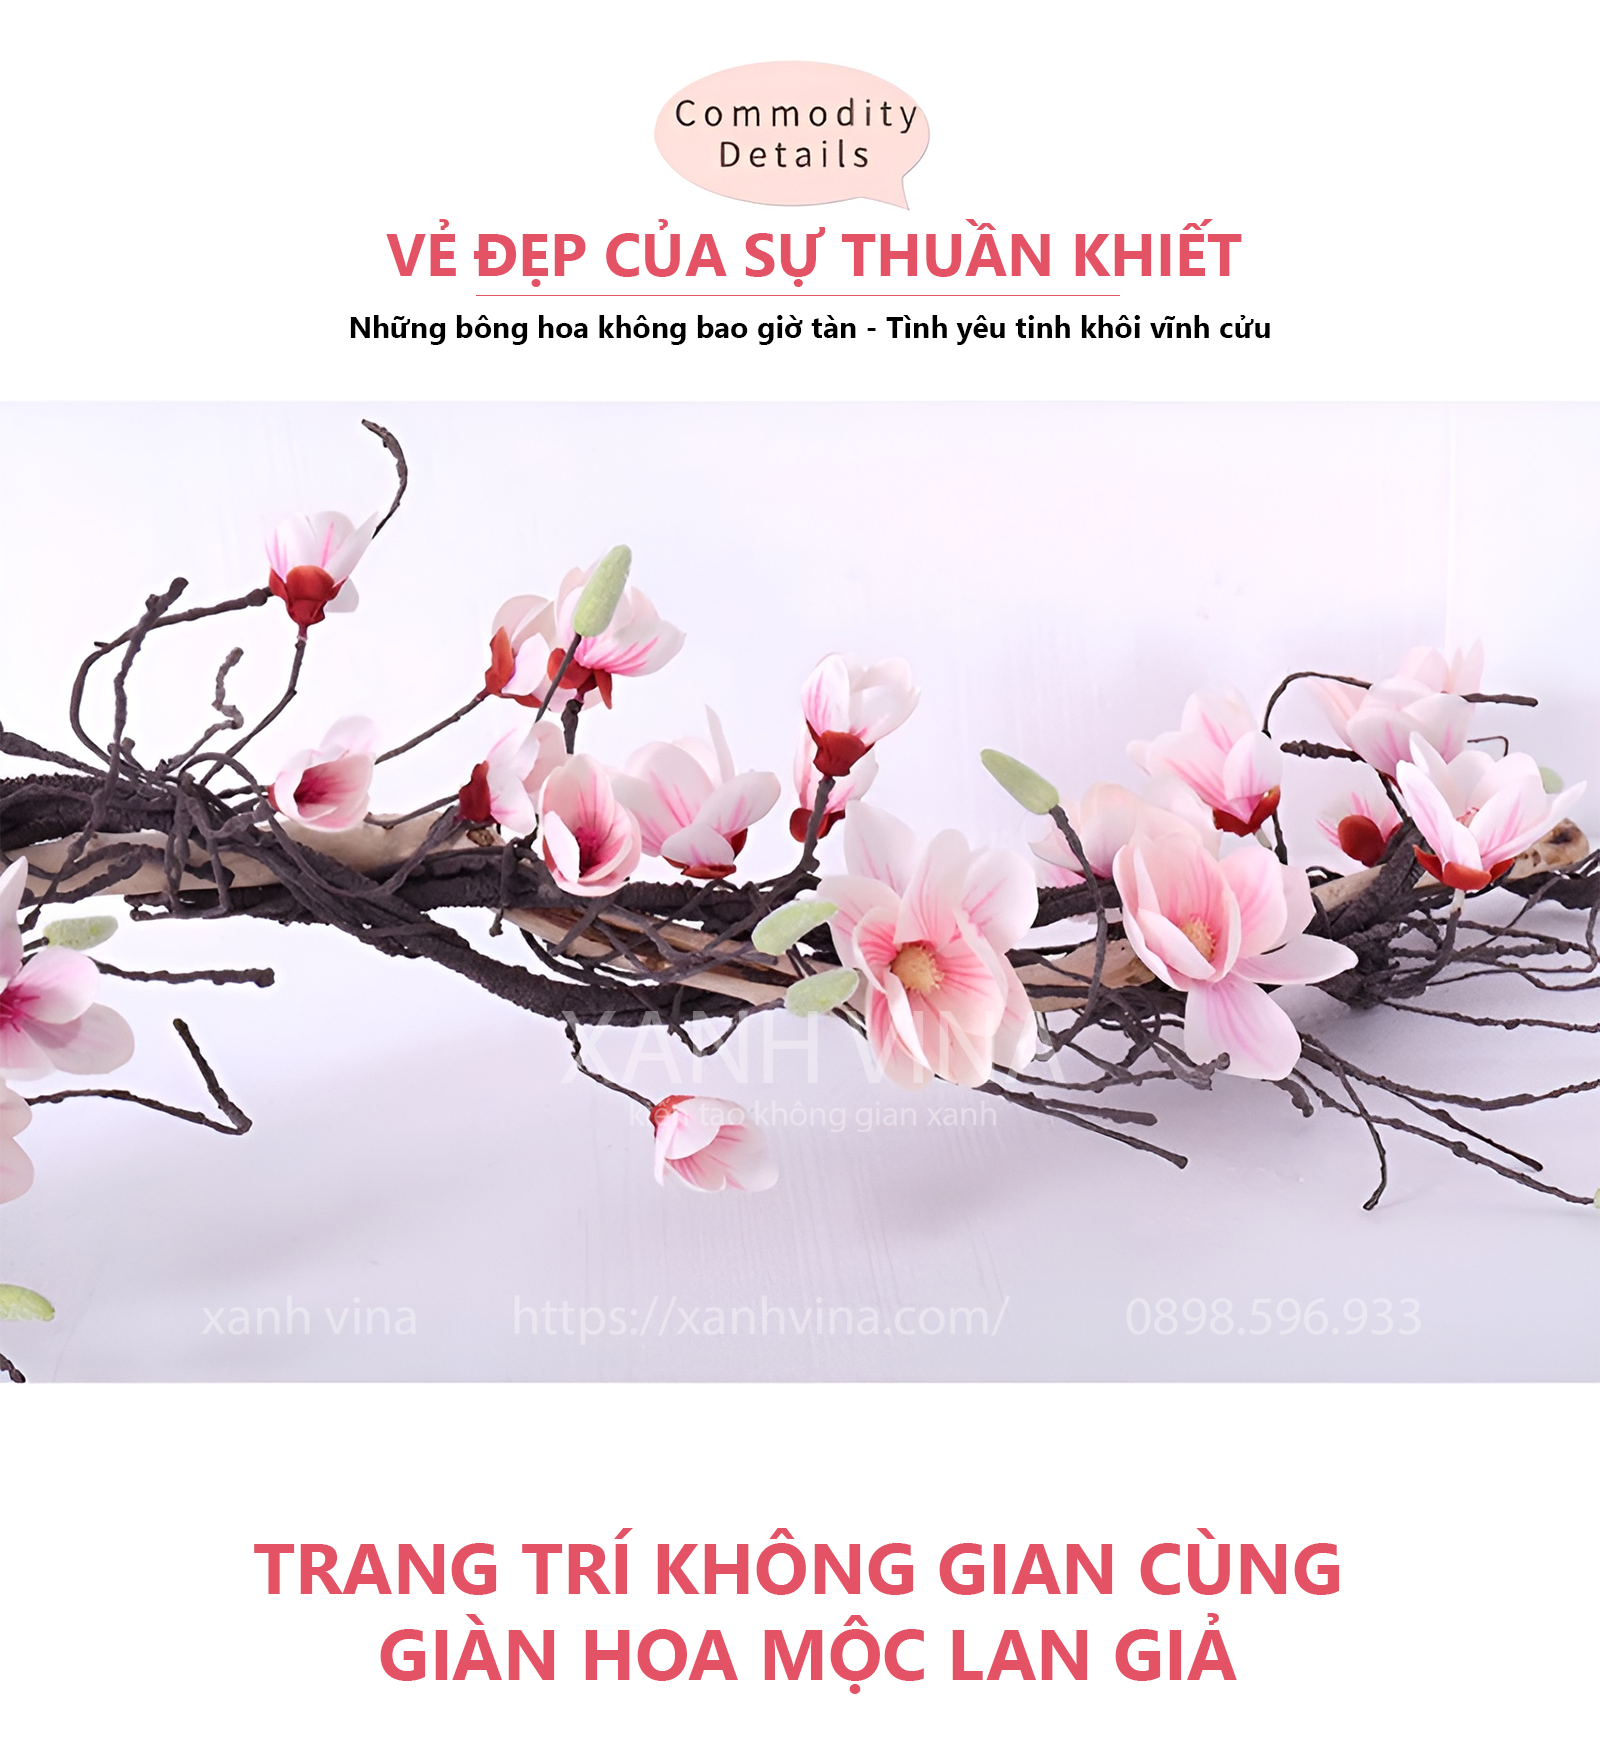 Commodity
Details
VẺ ĐẸP CỦA SỰ THUẦN KHIẾT
Những bông hoa không bao giờ tàn - Tình yêu tinh khôi vĩnh cửu
XANH VINA
kiến tạo không gian xanh
xanh vina https://xanhvina.com/ 0898.596.933
TRANG TRÍ KHÔNG GIAN CÙNG
GIÀN HOA MỘC LAN GIẢ